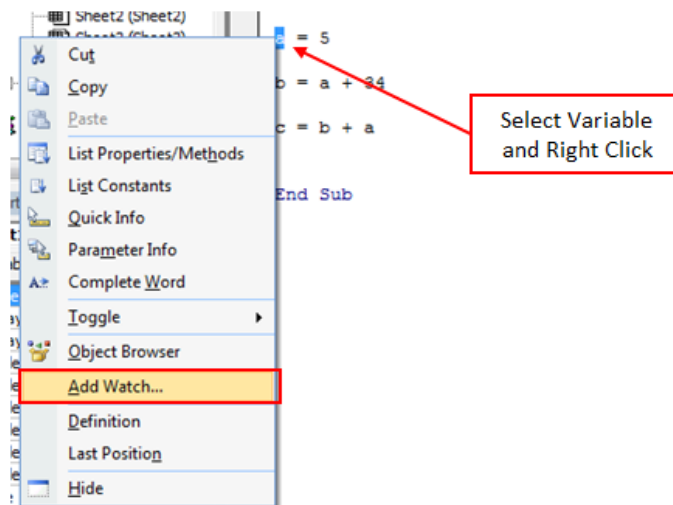 Sheet2 (Sheet2)
a = 5
b = a + 34
c = b + a
End Sub
Select Variable
and Right Click
Cut
Copy
Paste
List Properties/Methods
List Constants
Quick Info
Parameter Info
Complete Word
Toggle
Object Browser
Add Watch...
Definition
Last Position
Hide